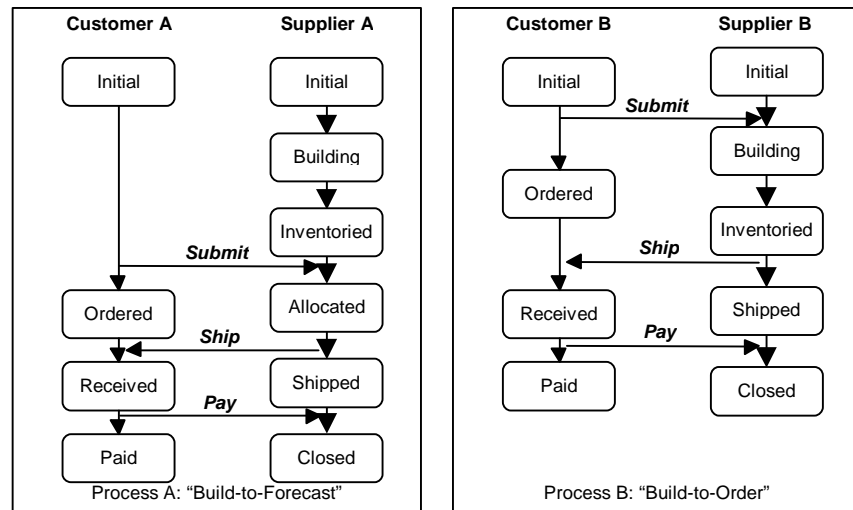 Customer A
Supplier A
Initial
Initial
Building
Inventoried
Submit
Ordered
Allocated
Ship
Received
Shipped
Pay
Paid
Closed
Process A: “Build-to-Forecast”
Customer B
Supplier B
Initial
Initial
Submit
Building
Ordered
Inventoried
Ship
Received
Shipped
Pay
Paid
Closed
Process B: “Build-to-Order”